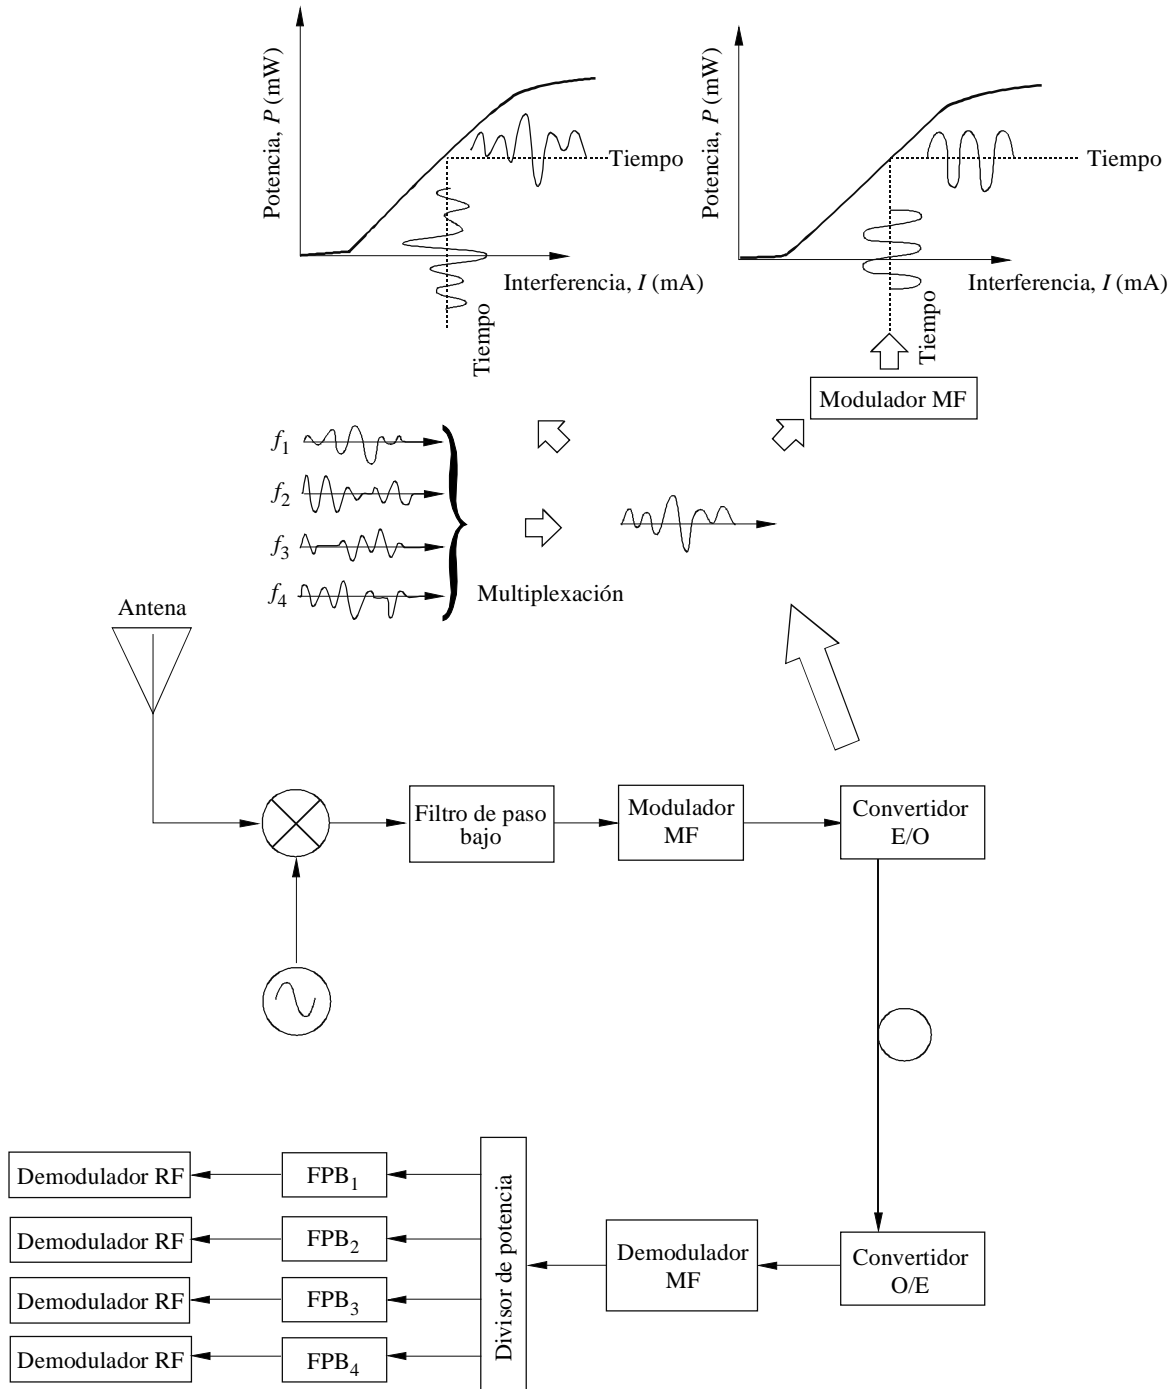 Potencia, P (mW)
Tiempo
Interferencia, I (mA)
Tiempo
Potencia, P (mW)
Tiempo
Interferencia, I (mA)
Tiempo
Modulador MF
f1
f2
f3
f4
Multiplexación
Antena
Filtro de paso
bajo
Modulador
MF
Convertidor
E/O
Demodulador RF
FPB1
Demodulador RF
FPB2
Demodulador RF
FPB3
Demodulador RF
FPB4
Divisor de potencia
Demodulador
MF
Convertidor
O/E